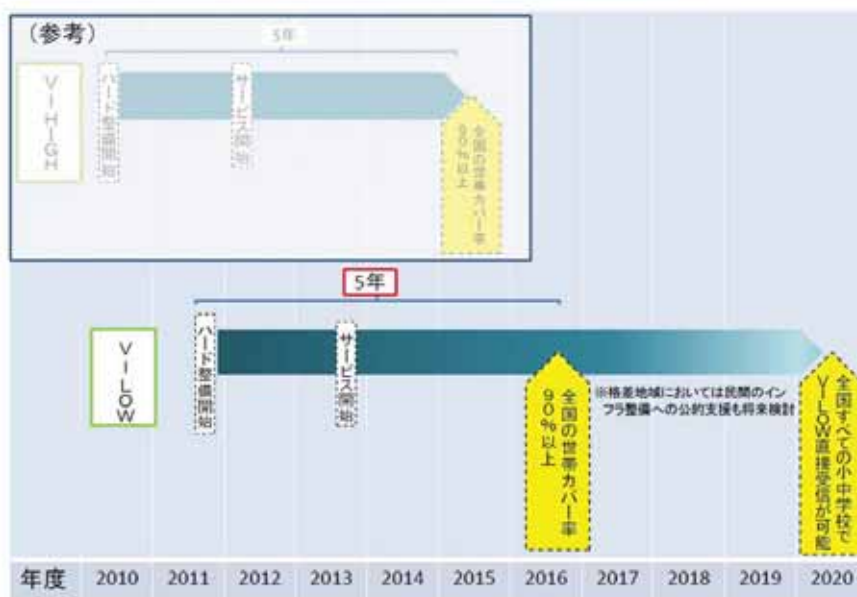 (参考)
5年
VIHIGH
ハード整備開始
サービス開始
全国の世帯カバー率
90%以上
5年
VILOW
ハード整備開始
サービス開始
全国の世帯カバー率
90%以上
※格差地域においては民間のイン
フラ整備への公的支援も将来検討
全国すべての小中学校で
VILOW直接受信が可能
年度 2010 2011 2012 2013 2014 2015 2016 2017 2018 2019 2020